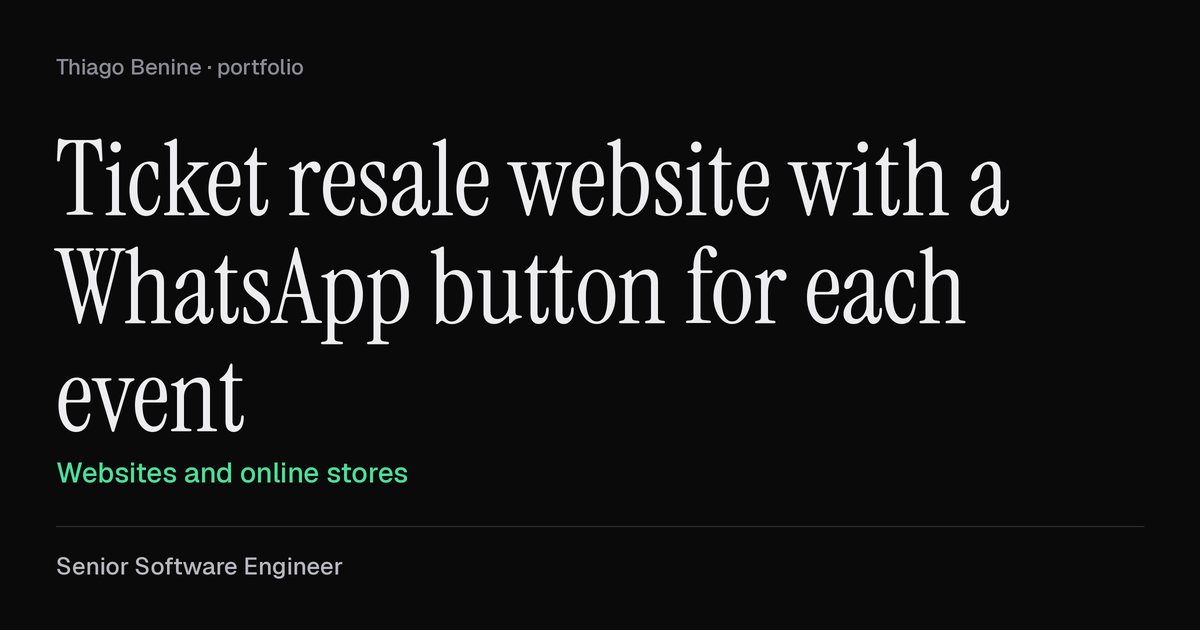 Thiago Benine · portfolio
Ticket resale website with a
WhatsApp button for each
event
Websites and online stores
Senior Software Engineer